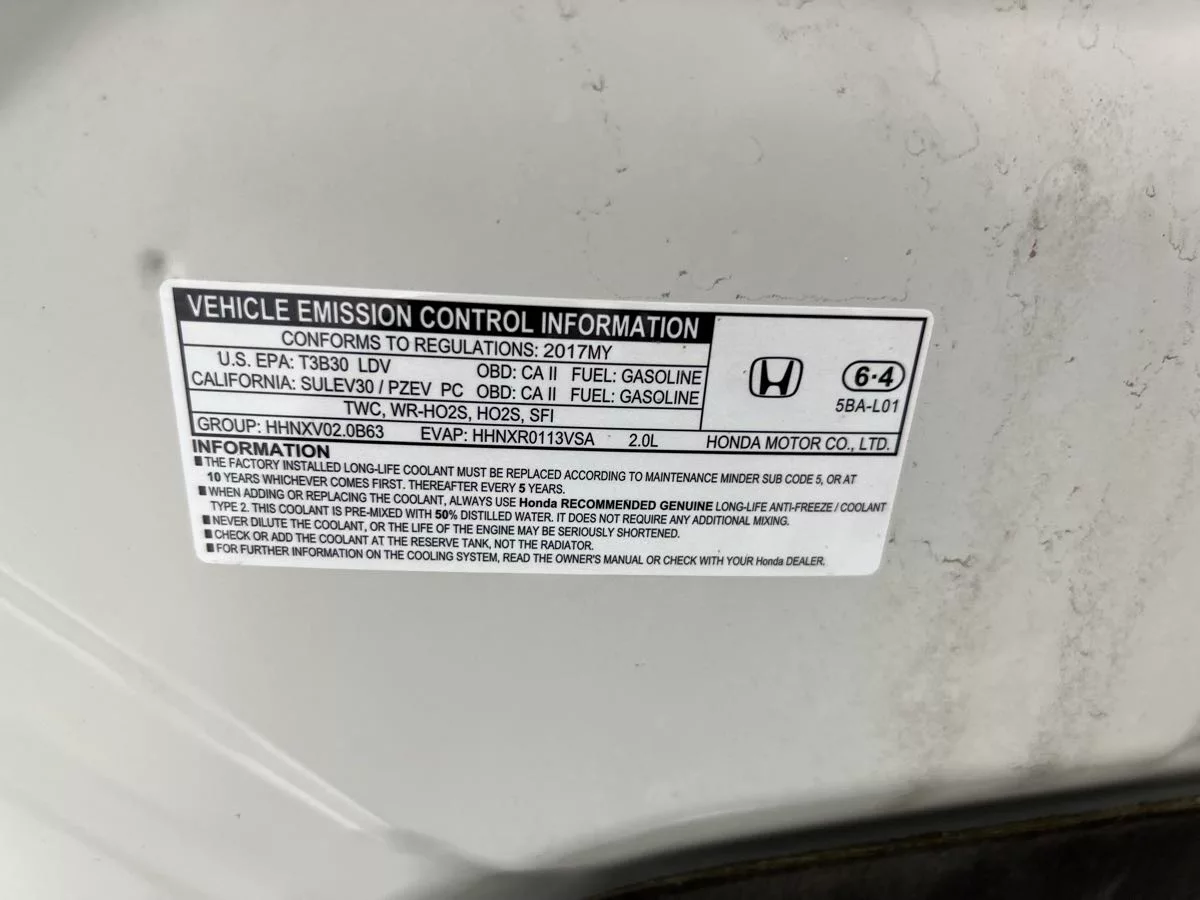 VEHICLE EMISSION CONTROL INFORMATION
CONFORMS TO REGULATIONS: 2017MY
U.S. EPA: T3B30 LDV OBD: CA II FUEL: GASOLINE
CALIFORNIA: SULEV30 / PZEV PC OBD: CA II FUEL: GASOLINE
TWC, WR-HO2S, HO2S, SFI
GROUP: HHNXV02.0B63 EVAP: HHNXR0113VSA 2.0L
6·4
5BA-L01
HONDA MOTOR CO., LTD.
INFORMATION
■ THE FACTORY INSTALLED LONG-LIFE COOLANT MUST BE REPLACED ACCORDING TO MAINTENANCE MINDER SUB CODE 5, OR AT
10 YEARS WHICHEVER COMES FIRST. THEREAFTER EVERY 5 YEARS.
■ WHEN ADDING OR REPLACING THE COOLANT, ALWAYS USE Honda RECOMMENDED GENUINE LONG-LIFE ANTI-FREEZE / COOLANT
TYPE 2. THIS COOLANT IS PRE-MIXED WITH 50% DISTILLED WATER. IT DOES NOT REQUIRE ANY ADDITIONAL MIXING.
■ NEVER DILUTE THE COOLANT, OR THE LIFE OF THE ENGINE MAY BE SERIOUSLY SHORTENED.
■ CHECK OR ADD THE COOLANT AT THE RESERVE TANK, NOT THE RADIATOR.
■ FOR FURTHER INFORMATION ON THE COOLING SYSTEM, READ THE OWNER'S MANUAL OR CHECK WITH YOUR Honda DEALER.